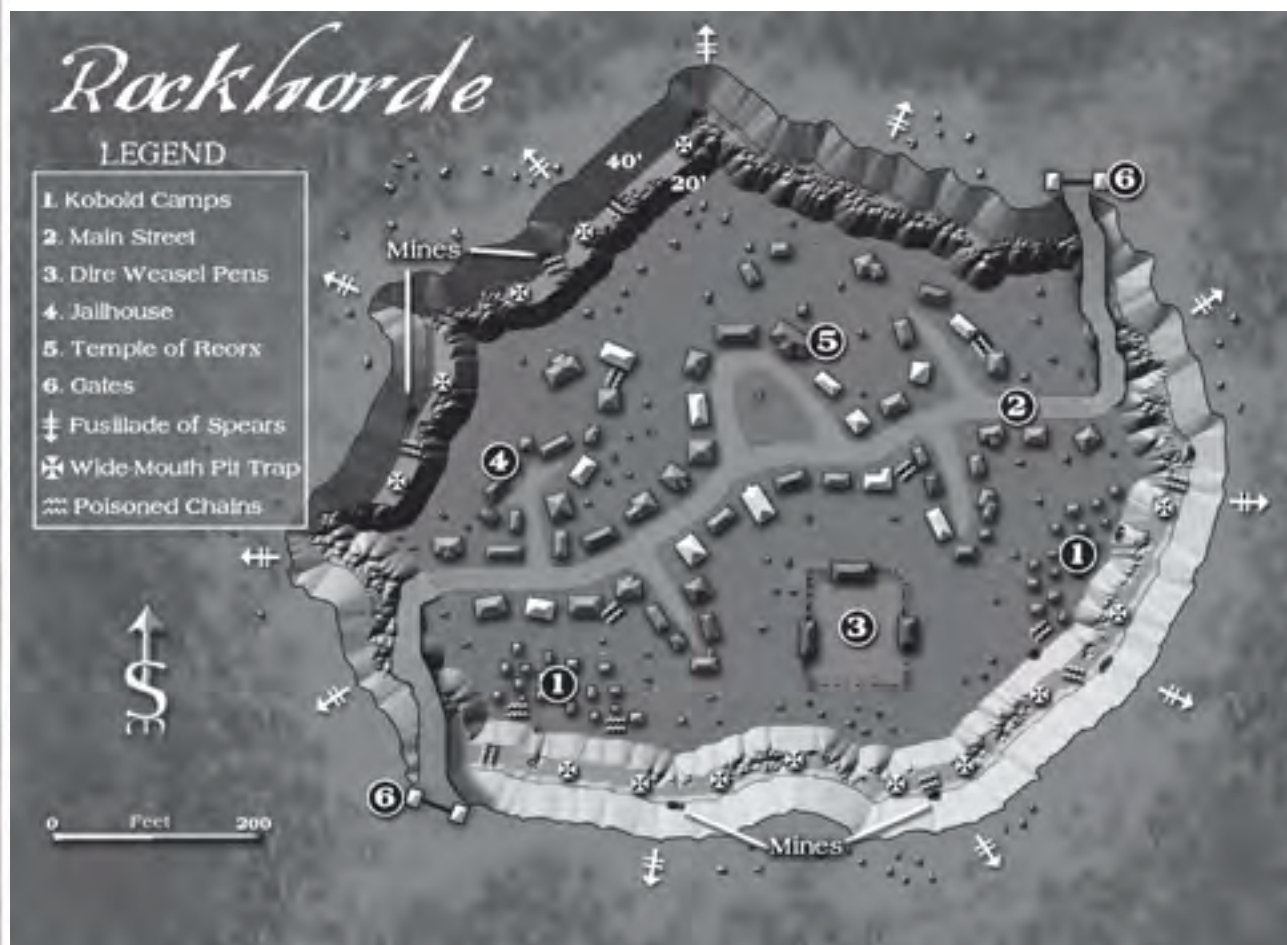 Rockhorde
LEGEND
1. Kobold Camps
2. Main Street
3. Dire Weasel Pens
4. Jailhouse
5. Temple of Reorx
6. Gates
Fusillade of Spears
Wide-Mouth Pit Trap
Poisoned Chains
40'
20'
6
Mines
5
2
4
1
3
1
S
6
0 Feet 200
Mines